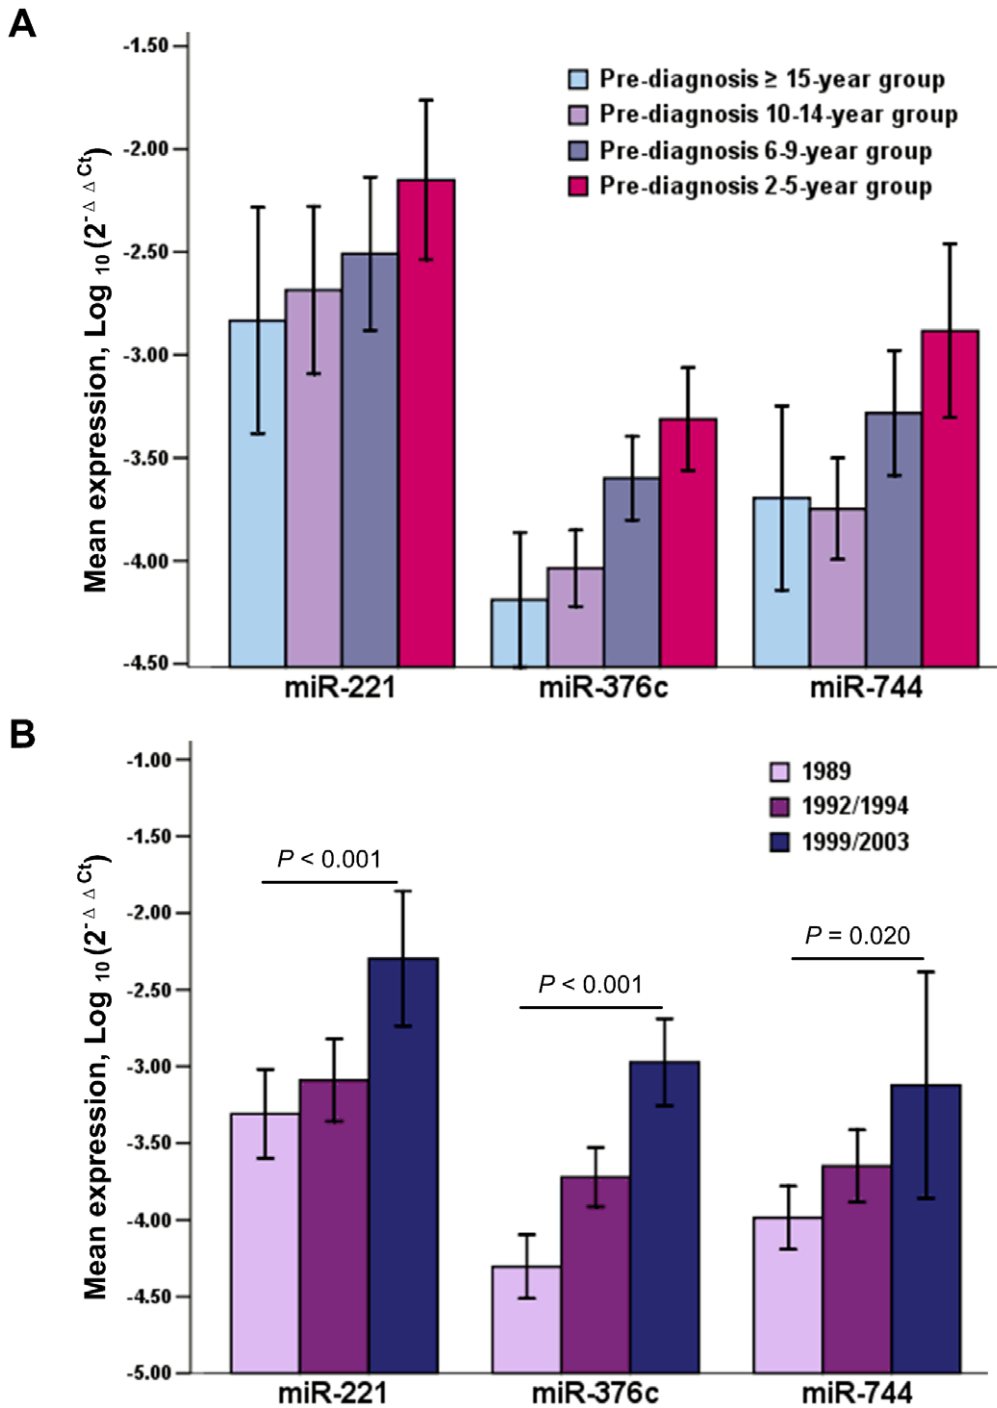 A
Mean expression, Log 10 (2-ΔΔCt)
-1.50
-2.00
-2.50
-3.00
-3.50
-4.00
-4.50
Pre-diagnosis ≥ 15-year group
Pre-diagnosis 10-14-year group
Pre-diagnosis 6-9-year group
Pre-diagnosis 2-5-year group
miR-221 miR-376c miR-744
B
Mean expression, Log 10 (2-ΔΔCt)
-1.00
-1.50
-2.00
-2.50
-3.00
-3.50
-4.00
-4.50
-5.00
1989
1992/1994
1999/2003
P < 0.001
P < 0.001
P = 0.020
miR-221 miR-376c miR-744